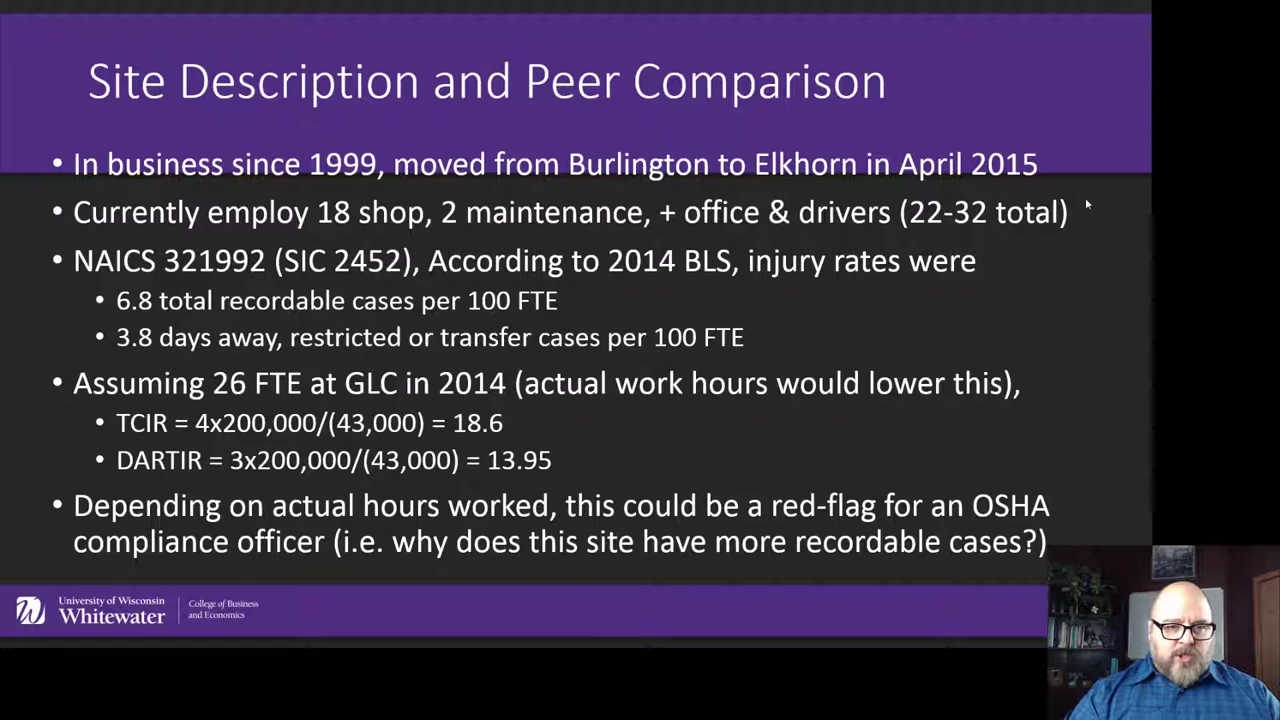 Site Description and Peer Comparison
• In business since 1999, moved from Burlington to Elkhorn in April 2015
• Currently employ 18 shop, 2 maintenance, + office & drivers (22-32 total)
• NAICS 321992 (SIC 2452), According to 2014 BLS, injury rates were
• 6.8 total recordable cases per 100 FTE
• 3.8 days away, restricted or transfer cases per 100 FTE
• Assuming 26 FTE at GLC in 2014 (actual work hours would lower this),
• TCIR = 4x200,000/(43,000) = 18.6
• DARTIR = 3x200,000/(43,000) = 13.95
• Depending on actual hours worked, this could be a red-flag for an OSHA
compliance officer (i.e. why does this site have more recordable cases?)
University of Wisconsin
Whitewater
College of Business
and Economics